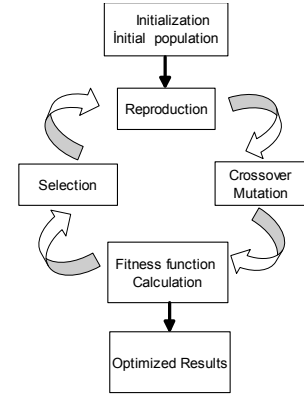 Initialization
İnitial population
Reproduction
Selection
Crossover
Mutation
Fitness function
Calculation
Optimized Results